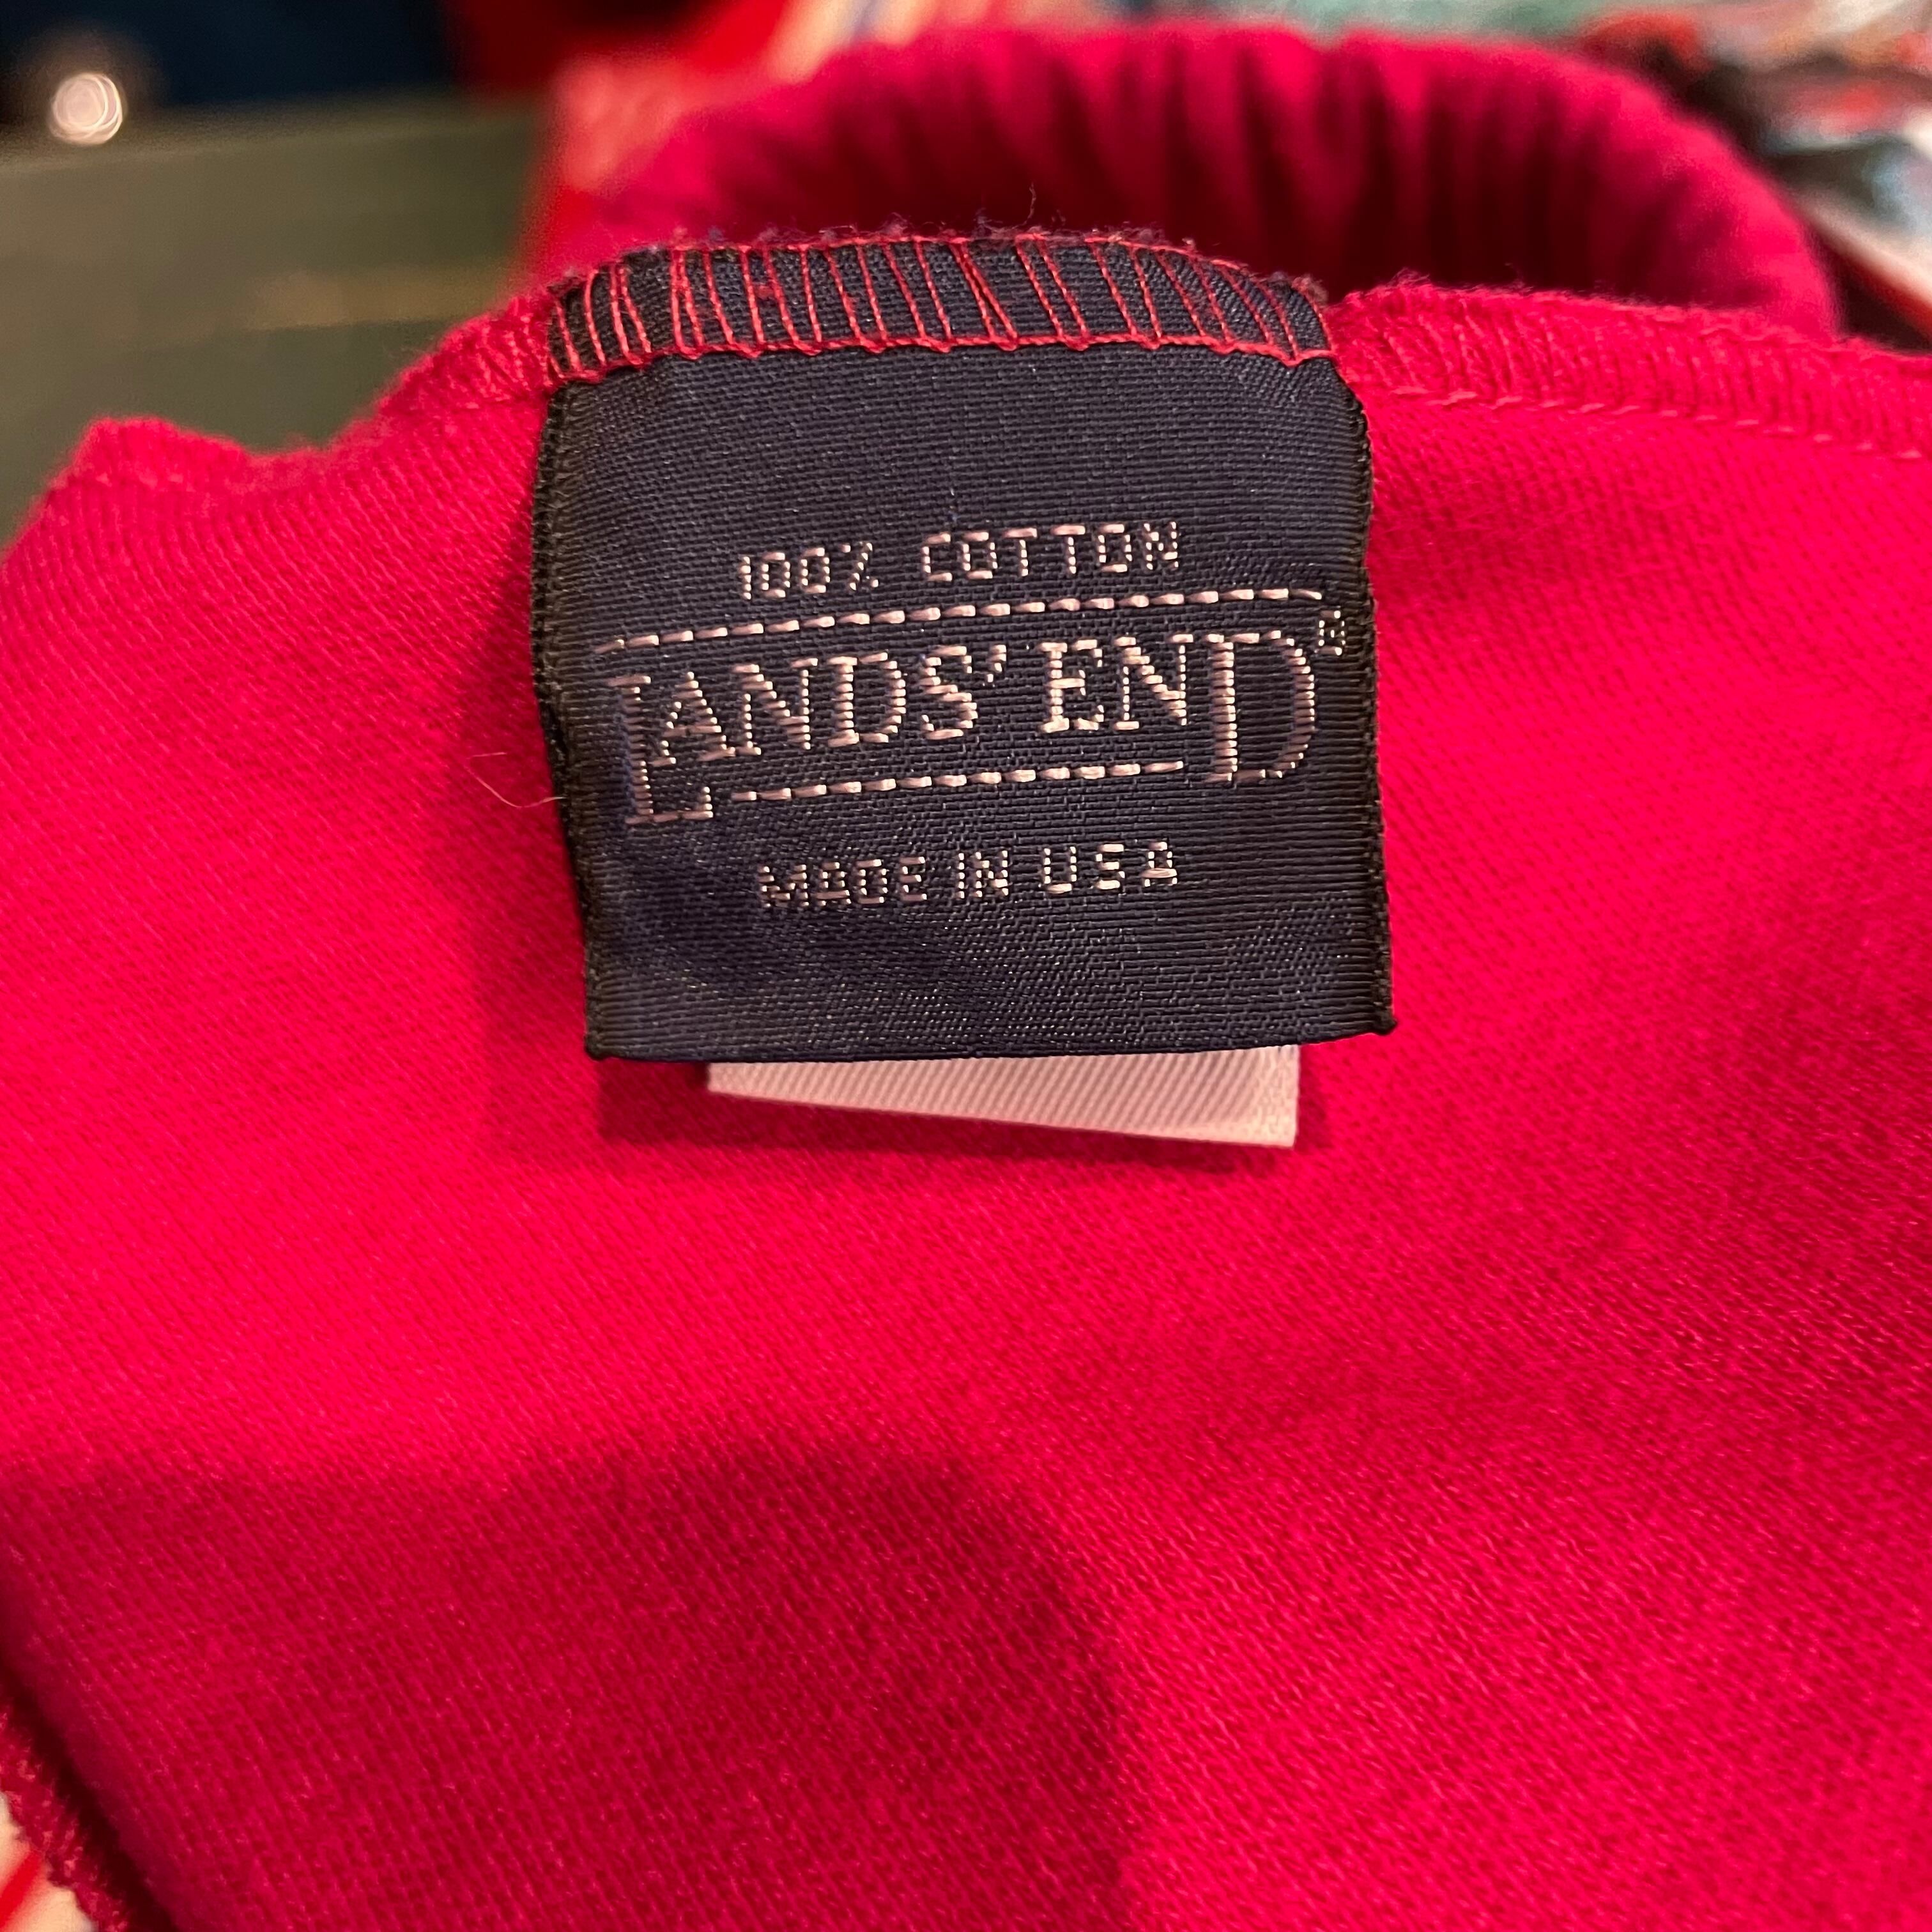 100% COTTON
LANDS' END®
MADE IN USA